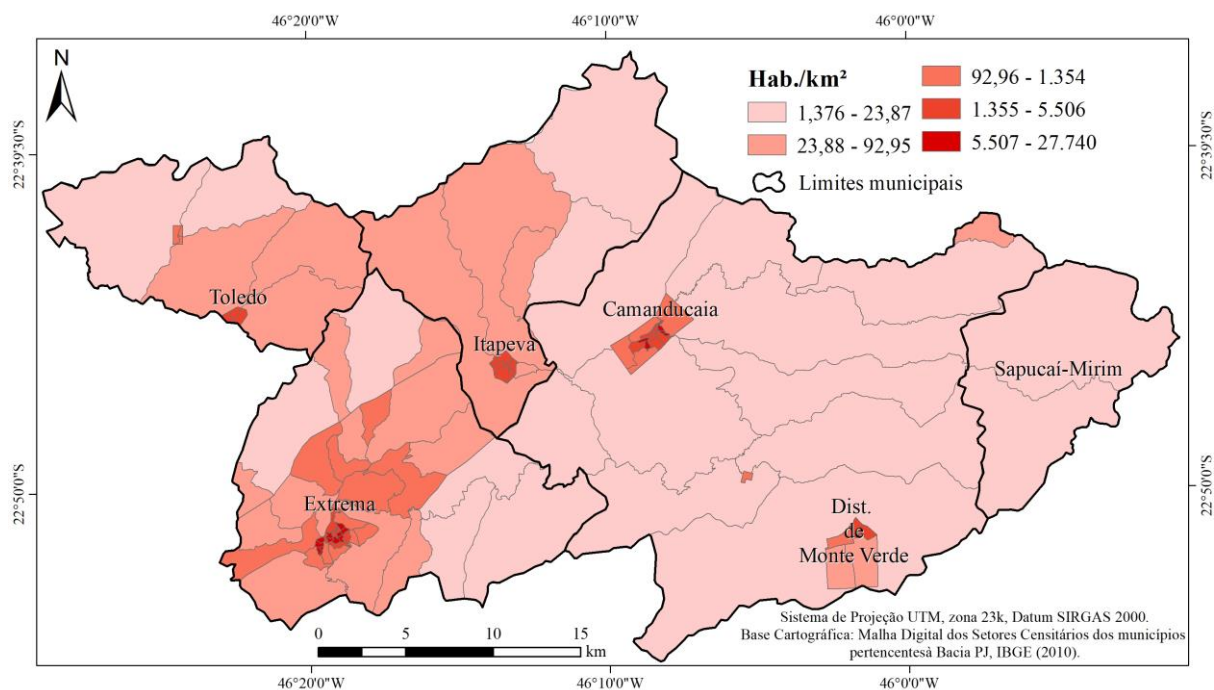 46°20'0"W 46°10'0"W 46°00'W
N
Hab./km²
1,376 - 23,87
23,88 - 92,95
92,96 - 1.354
1.355 - 5.506
5.507 - 27.740
Limites municipais
22°39'30"S
22°39'30"S
Toledo
Itapeva
Camanducaia
Sapucaí-Mirim
22°50'0"S
22°50'0"S
Extrema
Dist.
de
Monte Verde
0 5 10 15
km
Sistema de Projeção UTM, zona 23k, Datum SIRGAS 2000.
Base Cartográfica: Malha Digital dos Setores Censitários dos municípios
pertencentesà Bacia PJ, IBGE (2010).
46°20'0"W 46°10'0"W 46°00'W